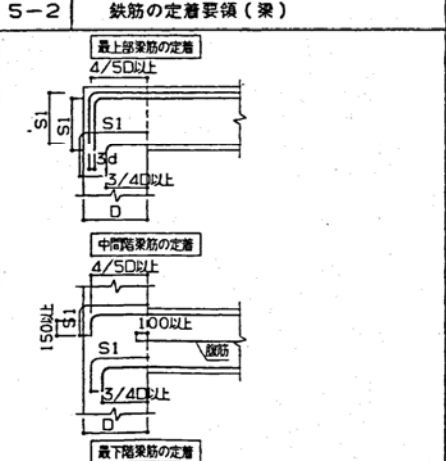 5-2 鉄筋の定着要領(梁)
最上部梁筋の定着
4/5D以上
S1
S1
S1
3d
3/4D以上
D
中間階梁筋の定着
4/5D以上
150以上
S1
100以上
腹筋
S1
3/4D以上
D
最下階梁筋の定着